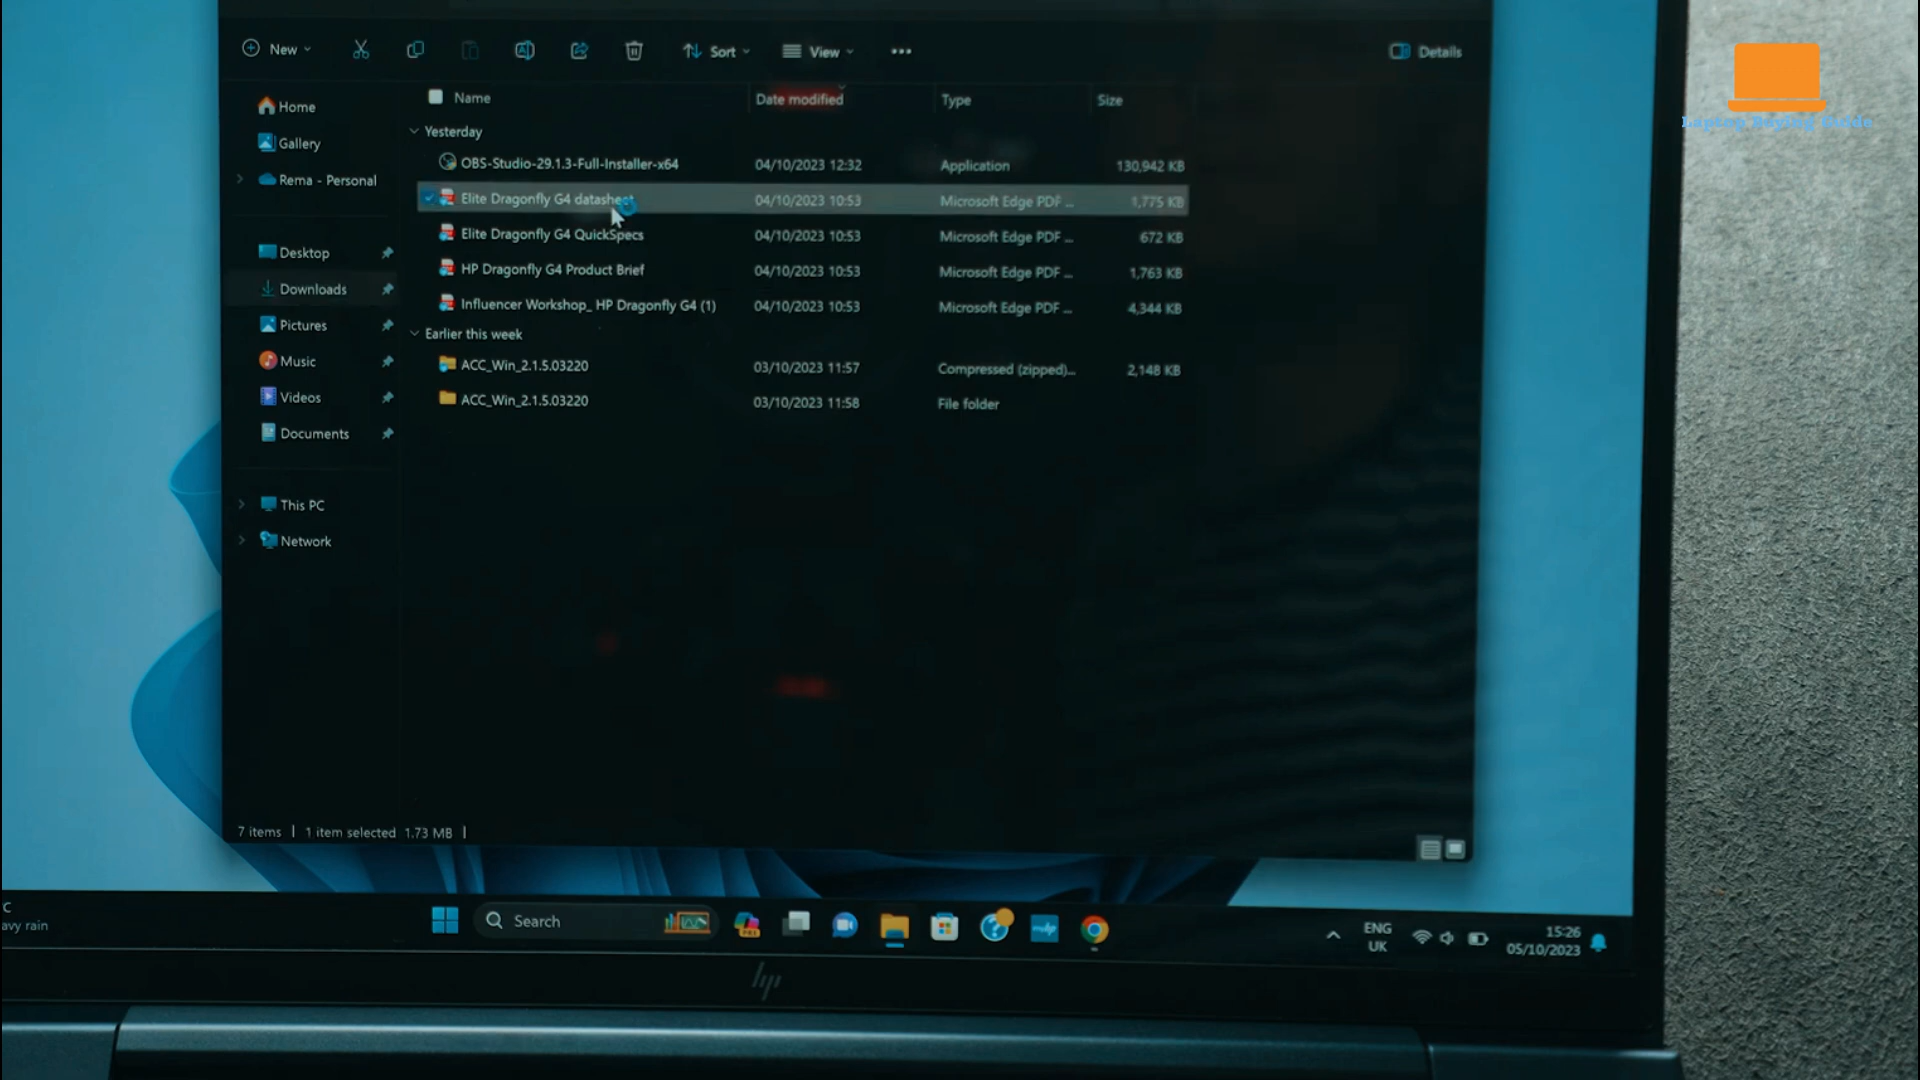 New
Sort
View
Details
Laptop Buying Guide
Home
Gallery
Rema - Personal
Desktop
Downloads
Pictures
Music
Videos
Documents
This PC
Network
Name Date modified Type Size
Yesterday
OBS-Studio-29.1.3-Full-Installer-x64 04/10/2023 12:32 Application 130,942 KB
Elite Dragonfly G4 datasheet 04/10/2023 10:53 Microsoft Edge PDF ... 1,775 KB
Elite Dragonfly G4 QuickSpecs 04/10/2023 10:53 Microsoft Edge PDF ... 672 KB
HP Dragonfly G4 Product Brief 04/10/2023 10:53 Microsoft Edge PDF ... 1,763 KB
Influencer Workshop_ HP Dragonfly G4 (1) 04/10/2023 10:53 Microsoft Edge PDF ... 4,344 KB
Earlier this week
ACC_Win_2.1.5.03220 03/10/2023 11:57 Compressed (zipped)... 2,148 KB
ACC_Win_2.1.5.03220 03/10/2023 11:58 File folder
7 items | 1 item selected 1.73 MB |
C
avy rain
Search
PRE
ENG
UK
15:26
05/10/2023
hp